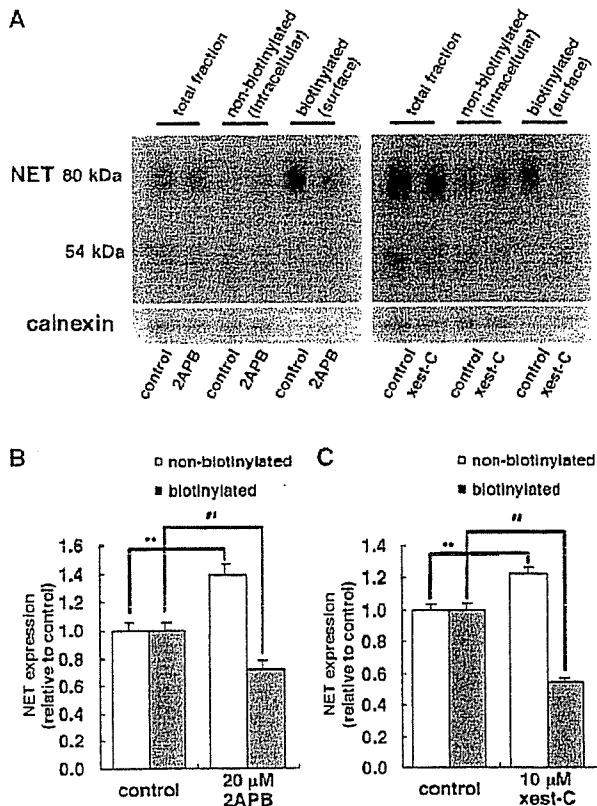 A
total fraction
non-biotinylated
(intracellular)
biotinylated
(surface)
total fraction
non-biotinylated
(intracellular)
biotinylated
(surface)
NET 80 kDa
54 kDa
calnexin
control
2APB
control
2APB
control
2APB
control
xest-C
control
xest-C
control
xest-C
B
non-biotinylated
biotinylated
**
##
NET expression
(relative to control)
1.6
1.4
1.2
1.0
0.8
0.6
0.4
0.2
0.0
control
20 µM
2APB
C
non-biotinylated
biotinylated
**
##
NET expression
(relative to control)
1.4
1.2
1.0
0.8
0.6
0.4
0.2
0.0
control
10 µM
xest-C